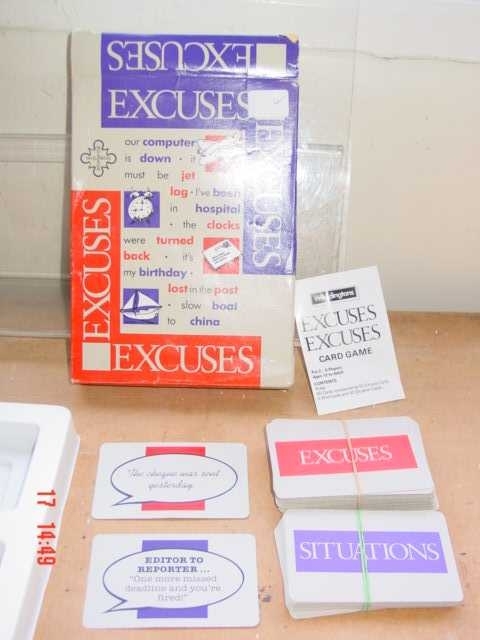 EXCUSES
EXCUSES
EXCUSES
our computer
is down • it
must be jet
lag • I've been
in hospital
• the clocks
were turned
back • it's
my birthday •
lost in the post
• slow boat
to china
EXCUSES
EXCUSES
Waddingtons
EXCUSES
EXCUSES
CARD GAME
CONTENTS
The cheque was sent
yesterday.
EXCUSES
EDITOR TO
REPORTER ...
"One more missed
deadline and you're
fired!"
SITUATIONS
17 14:49